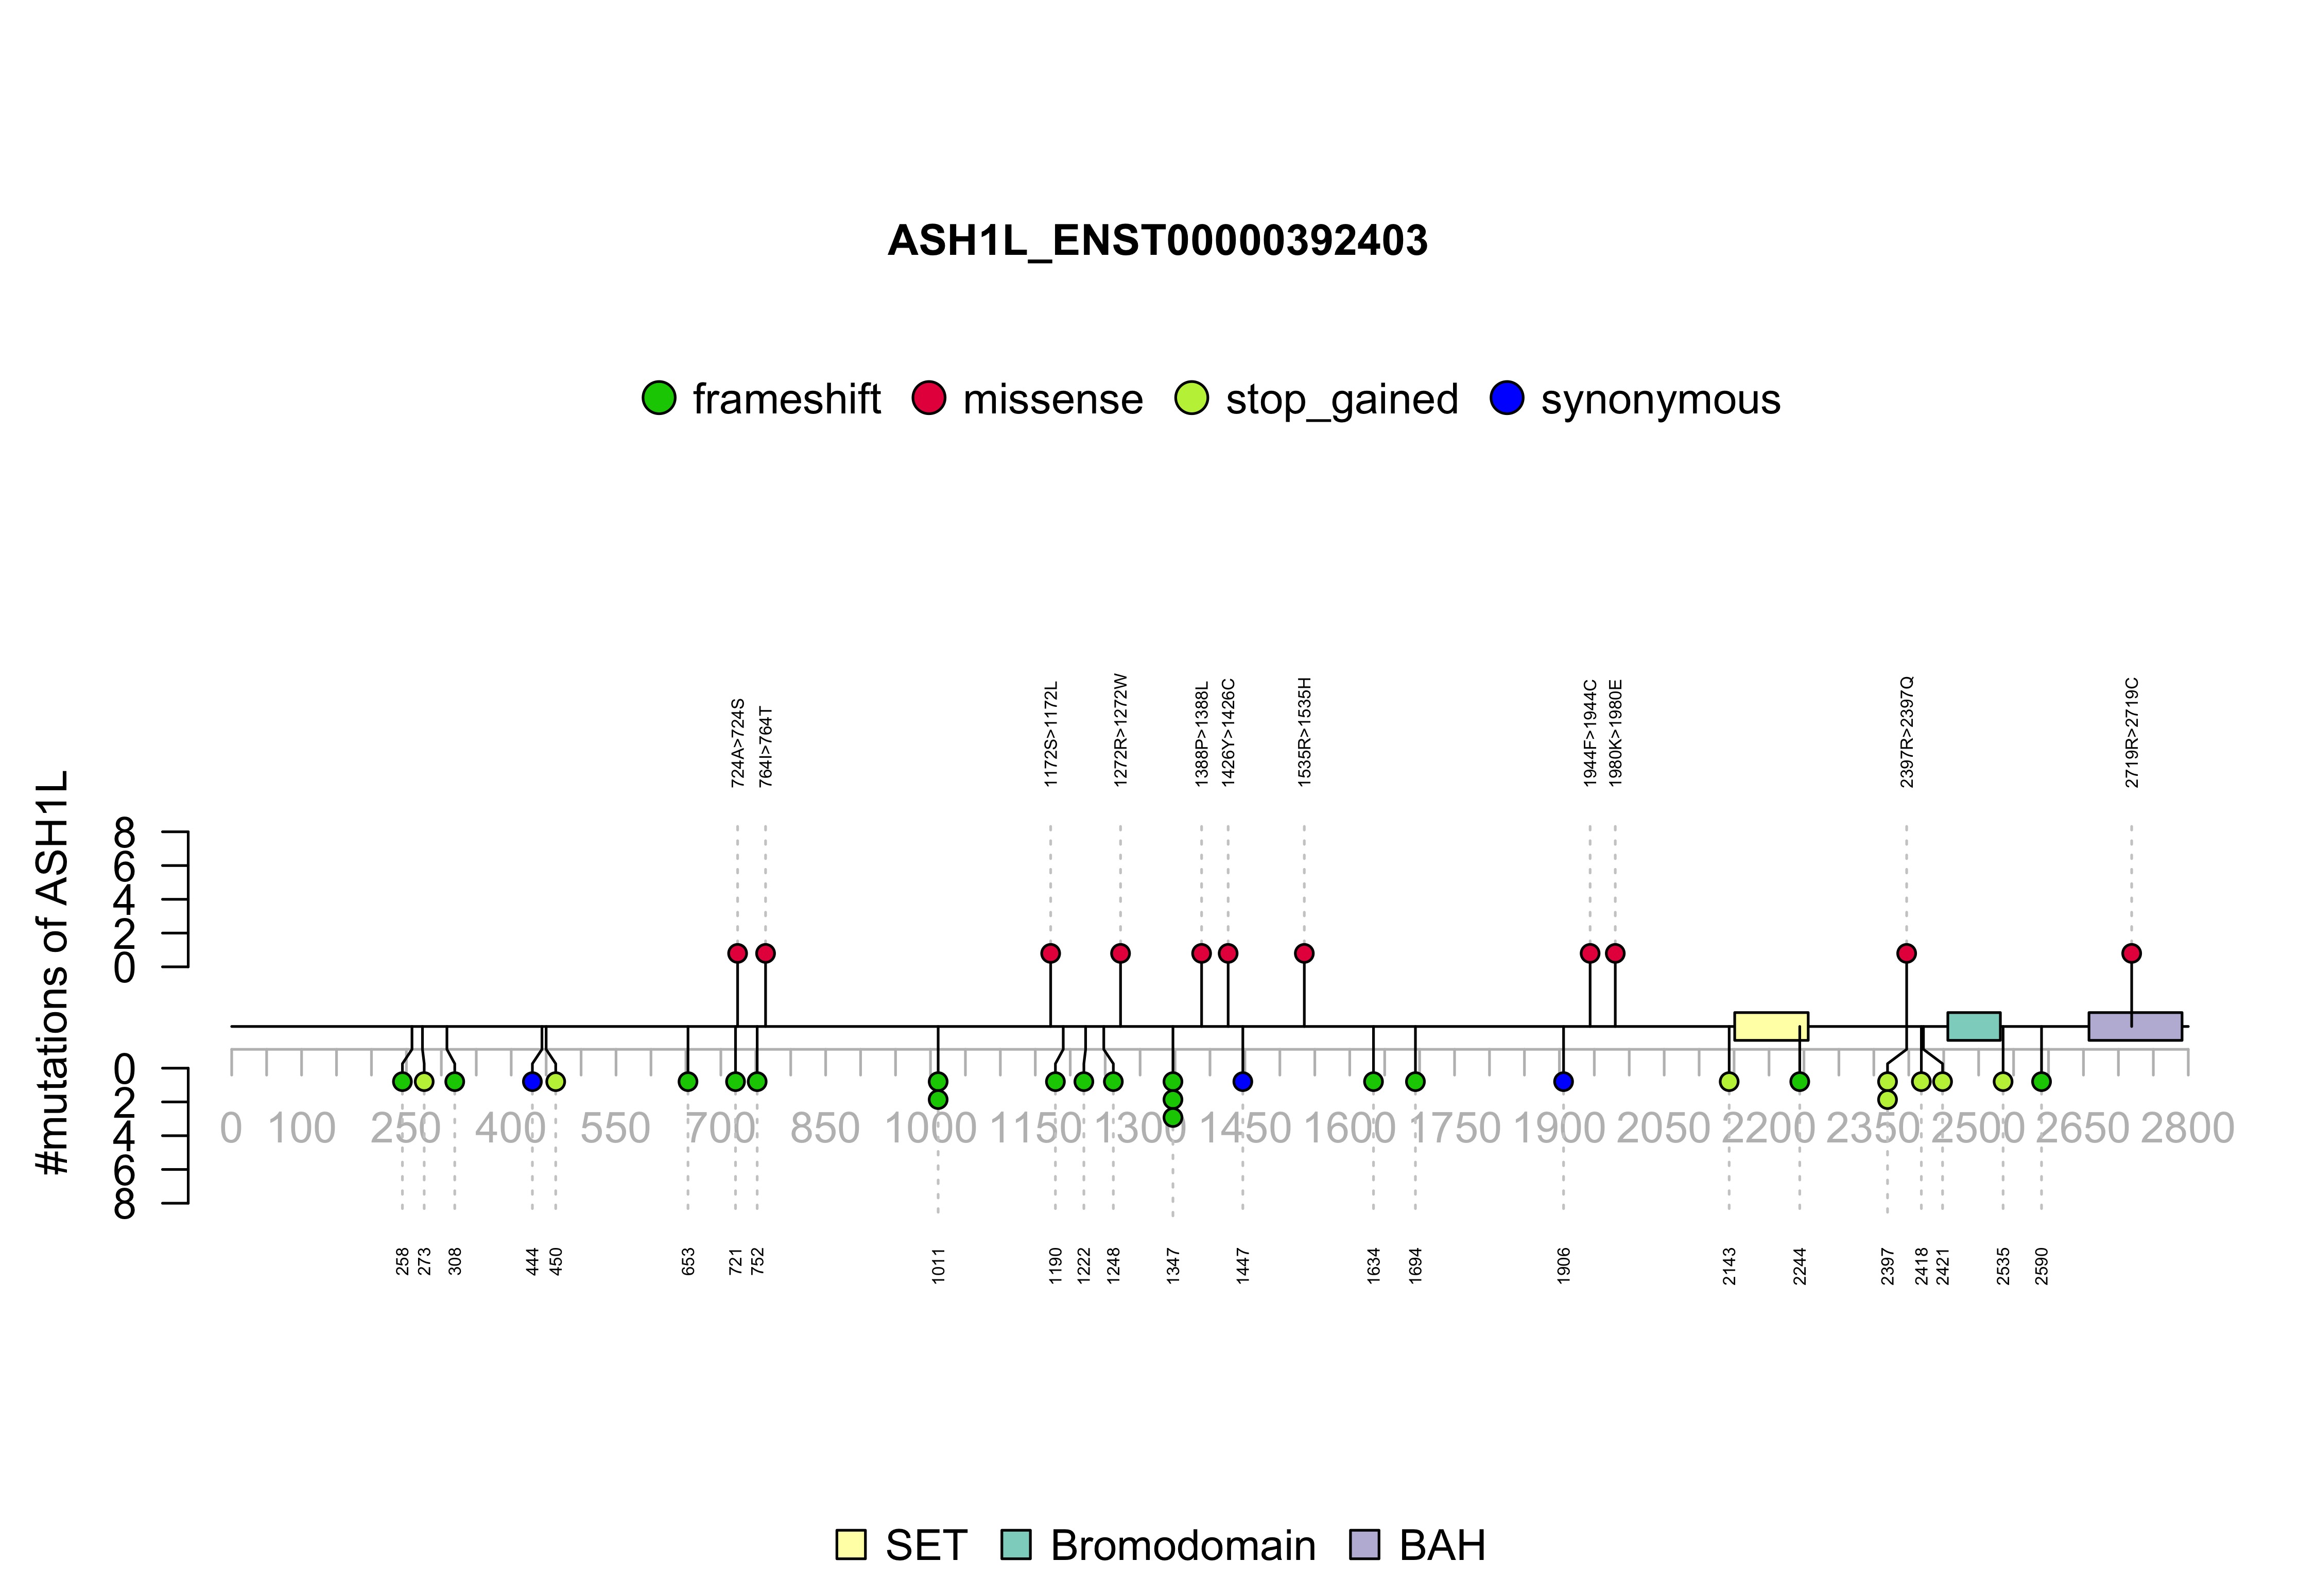 ASH1L_ENST00000392403
frameshift missense stop_gained synonymous
724A>724S
764I>764T
1172S>1172L
1272R>1272W
1388P>1388L
1426Y>1426C
1535R>1535H
1944F>1944C
1980K>1980E
2397R>2397Q
2719R>2719C
#mutations of ASH1L
8
6
4
2
0
0
2
4
6
8
0 100 250 400 550 700 850 1000 1150 1300 1450 1600 1750 1900 2050 2200 2350 2500 2650 2800
258
273
308
444
450
653
721
752
1011
1190
1222
1248
1347
1447
1634
1694
1906
2143
2244
2397
2418
2421
2535
2590
SET Bromodomain BAH